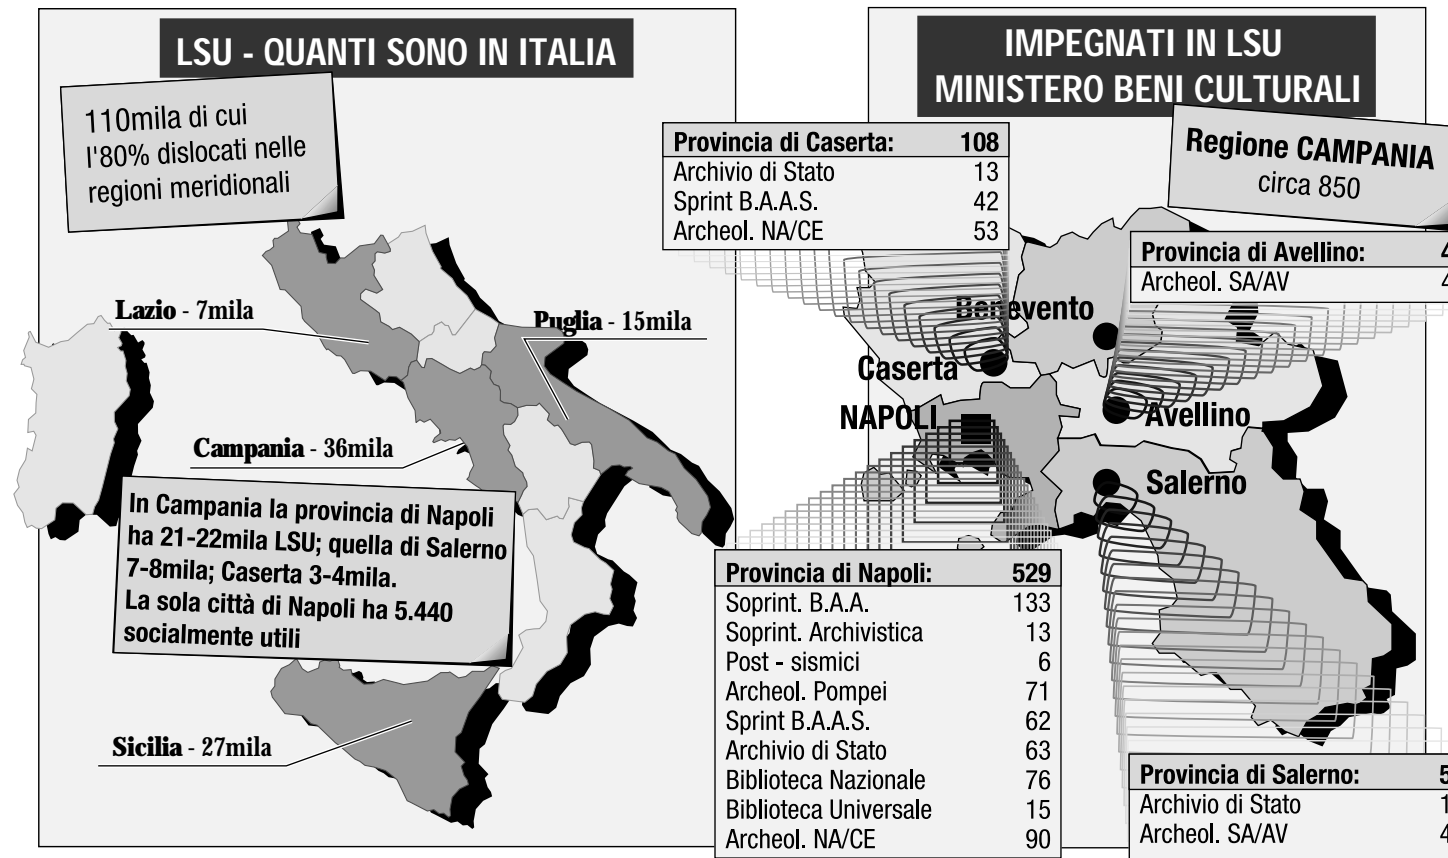 LSU - QUANTI SONO IN ITALIA
110mila di cui
l'80% dislocati nelle
regioni meridionali
Lazio - 7mila
Puglia - 15mila
Campania - 36mila
In Campania la provincia di Napoli
ha 21-22mila LSU; quella di Salerno
7-8mila; Caserta 3-4mila.
La sola città di Napoli ha 5.440
socialmente utili
Sicilia - 27mila
IMPEGNATI IN LSU
MINISTERO BENI CULTURALI
Regione CAMPANIA
circa 850
Provincia di Caserta: 108
Archivio di Stato 13
Sprint B.A.A.S. 42
Archeol. NA/CE 53
Provincia di Avellino: 4
Archeol. SA/AV 4
Benevento
Caserta
NAPOLI
Avellino
Salerno
Provincia di Napoli: 529
Soprint. B.A.A. 133
Soprint. Archivistica 13
Post - sismici 6
Archeol. Pompei 71
Sprint B.A.A.S. 62
Archivio di Stato 63
Biblioteca Nazionale 76
Biblioteca Universale 15
Archeol. NA/CE 90
Provincia di Salerno: 5
Archivio di Stato 1
Archeol. SA/AV 4